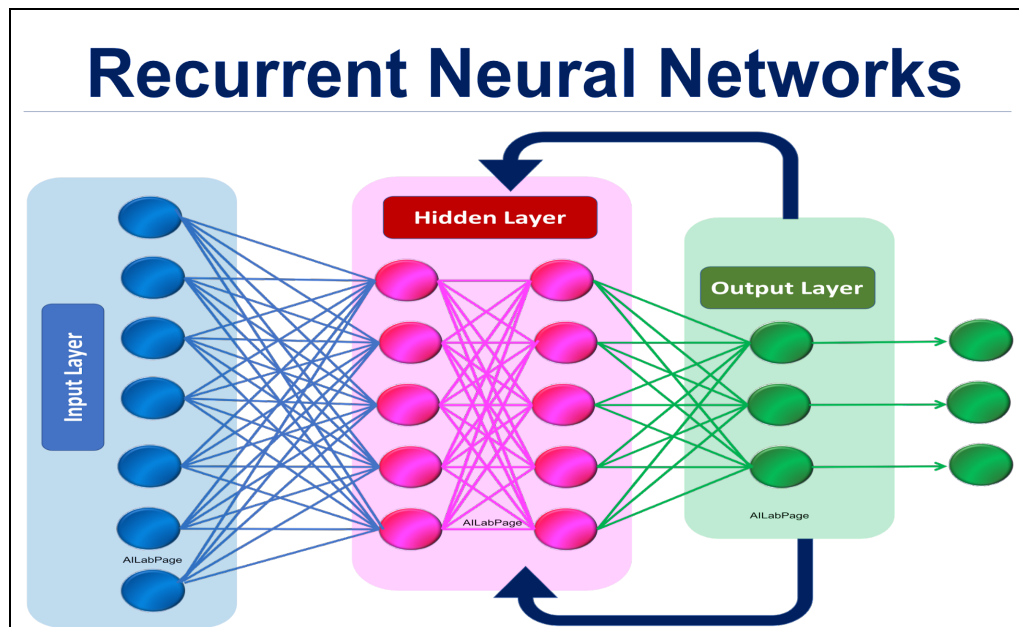 Recurrent Neural Networks
Input Layer
AILabPage
Hidden Layer
AILabPage
Output Layer
AILabPage